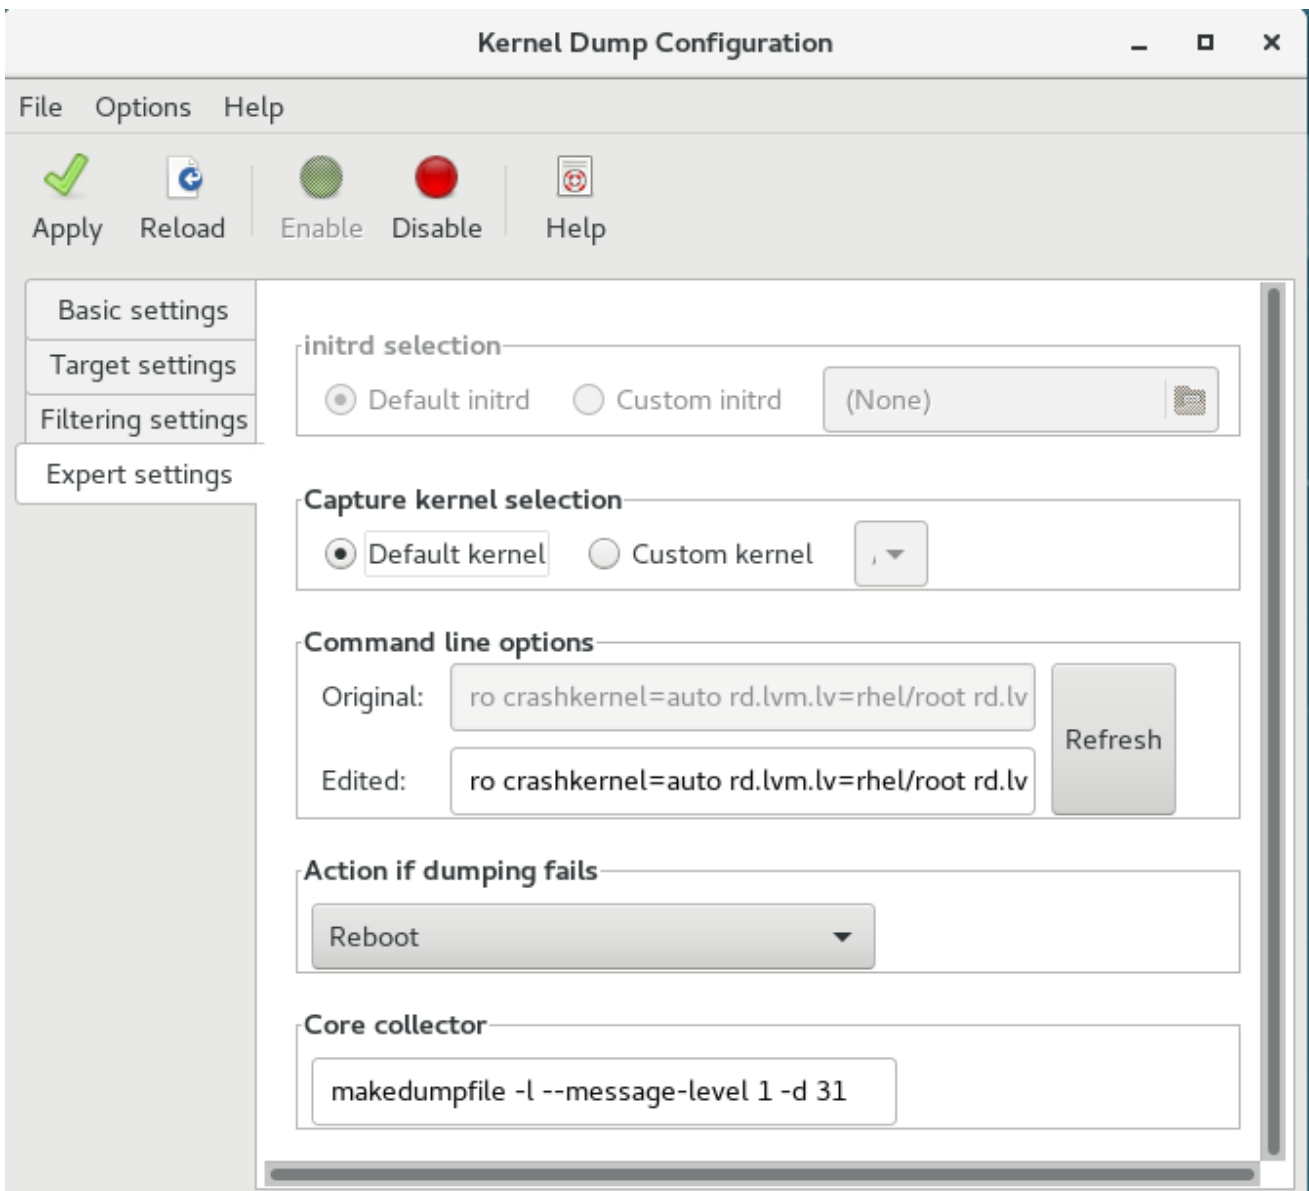 Kernel Dump Configuration
File Options Help
Apply Reload Enable Disable Help
Basic settings
Target settings
Filtering settings
Expert settings
initrd selection
Default initrd Custom initrd (None)
Capture kernel selection
Default kernel Custom kernel
Command line options
Original: ro crashkernel=auto rd.lvm.lv=rhel/root rd.lv
Refresh
Edited: ro crashkernel=auto rd.lvm.lv=rhel/root rd.lv
Action if dumping fails
Reboot
Core collector
makedumpfile -l --message-level 1 -d 31